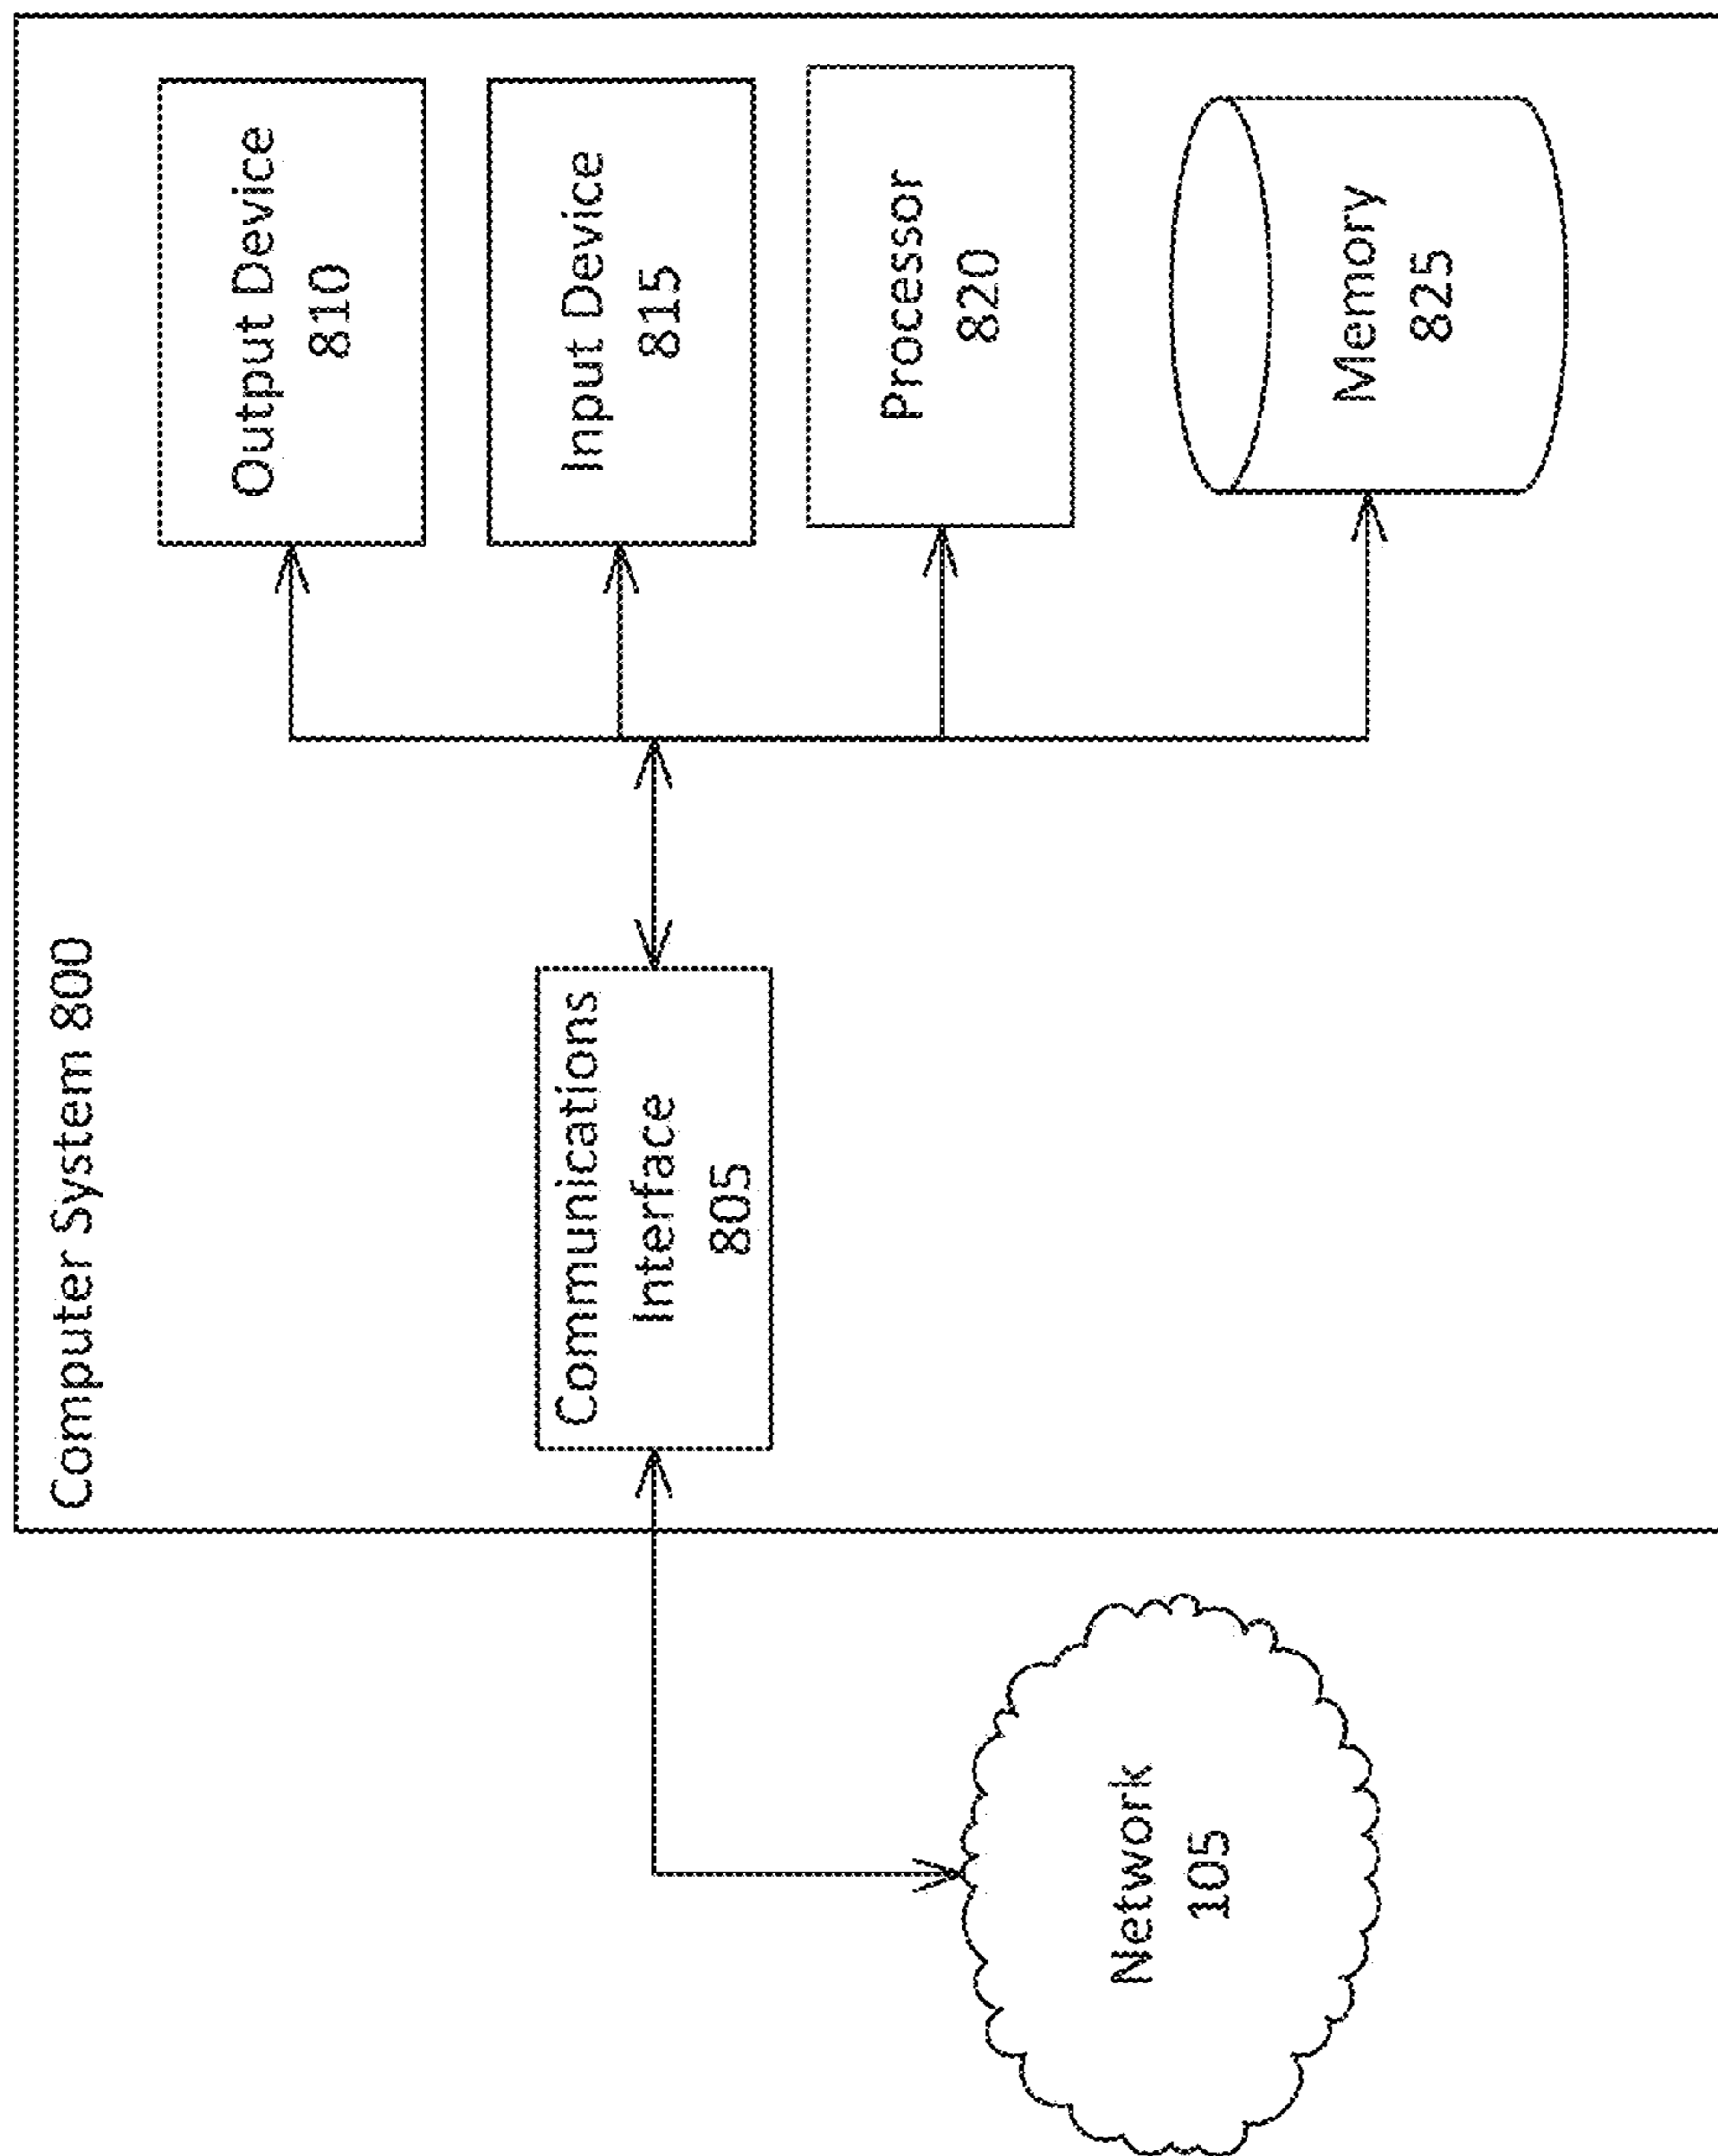 Computer System 800
Output Device
810
Input Device
815
Communications
Interface
805
Processor
820
Memory
825
Network
105